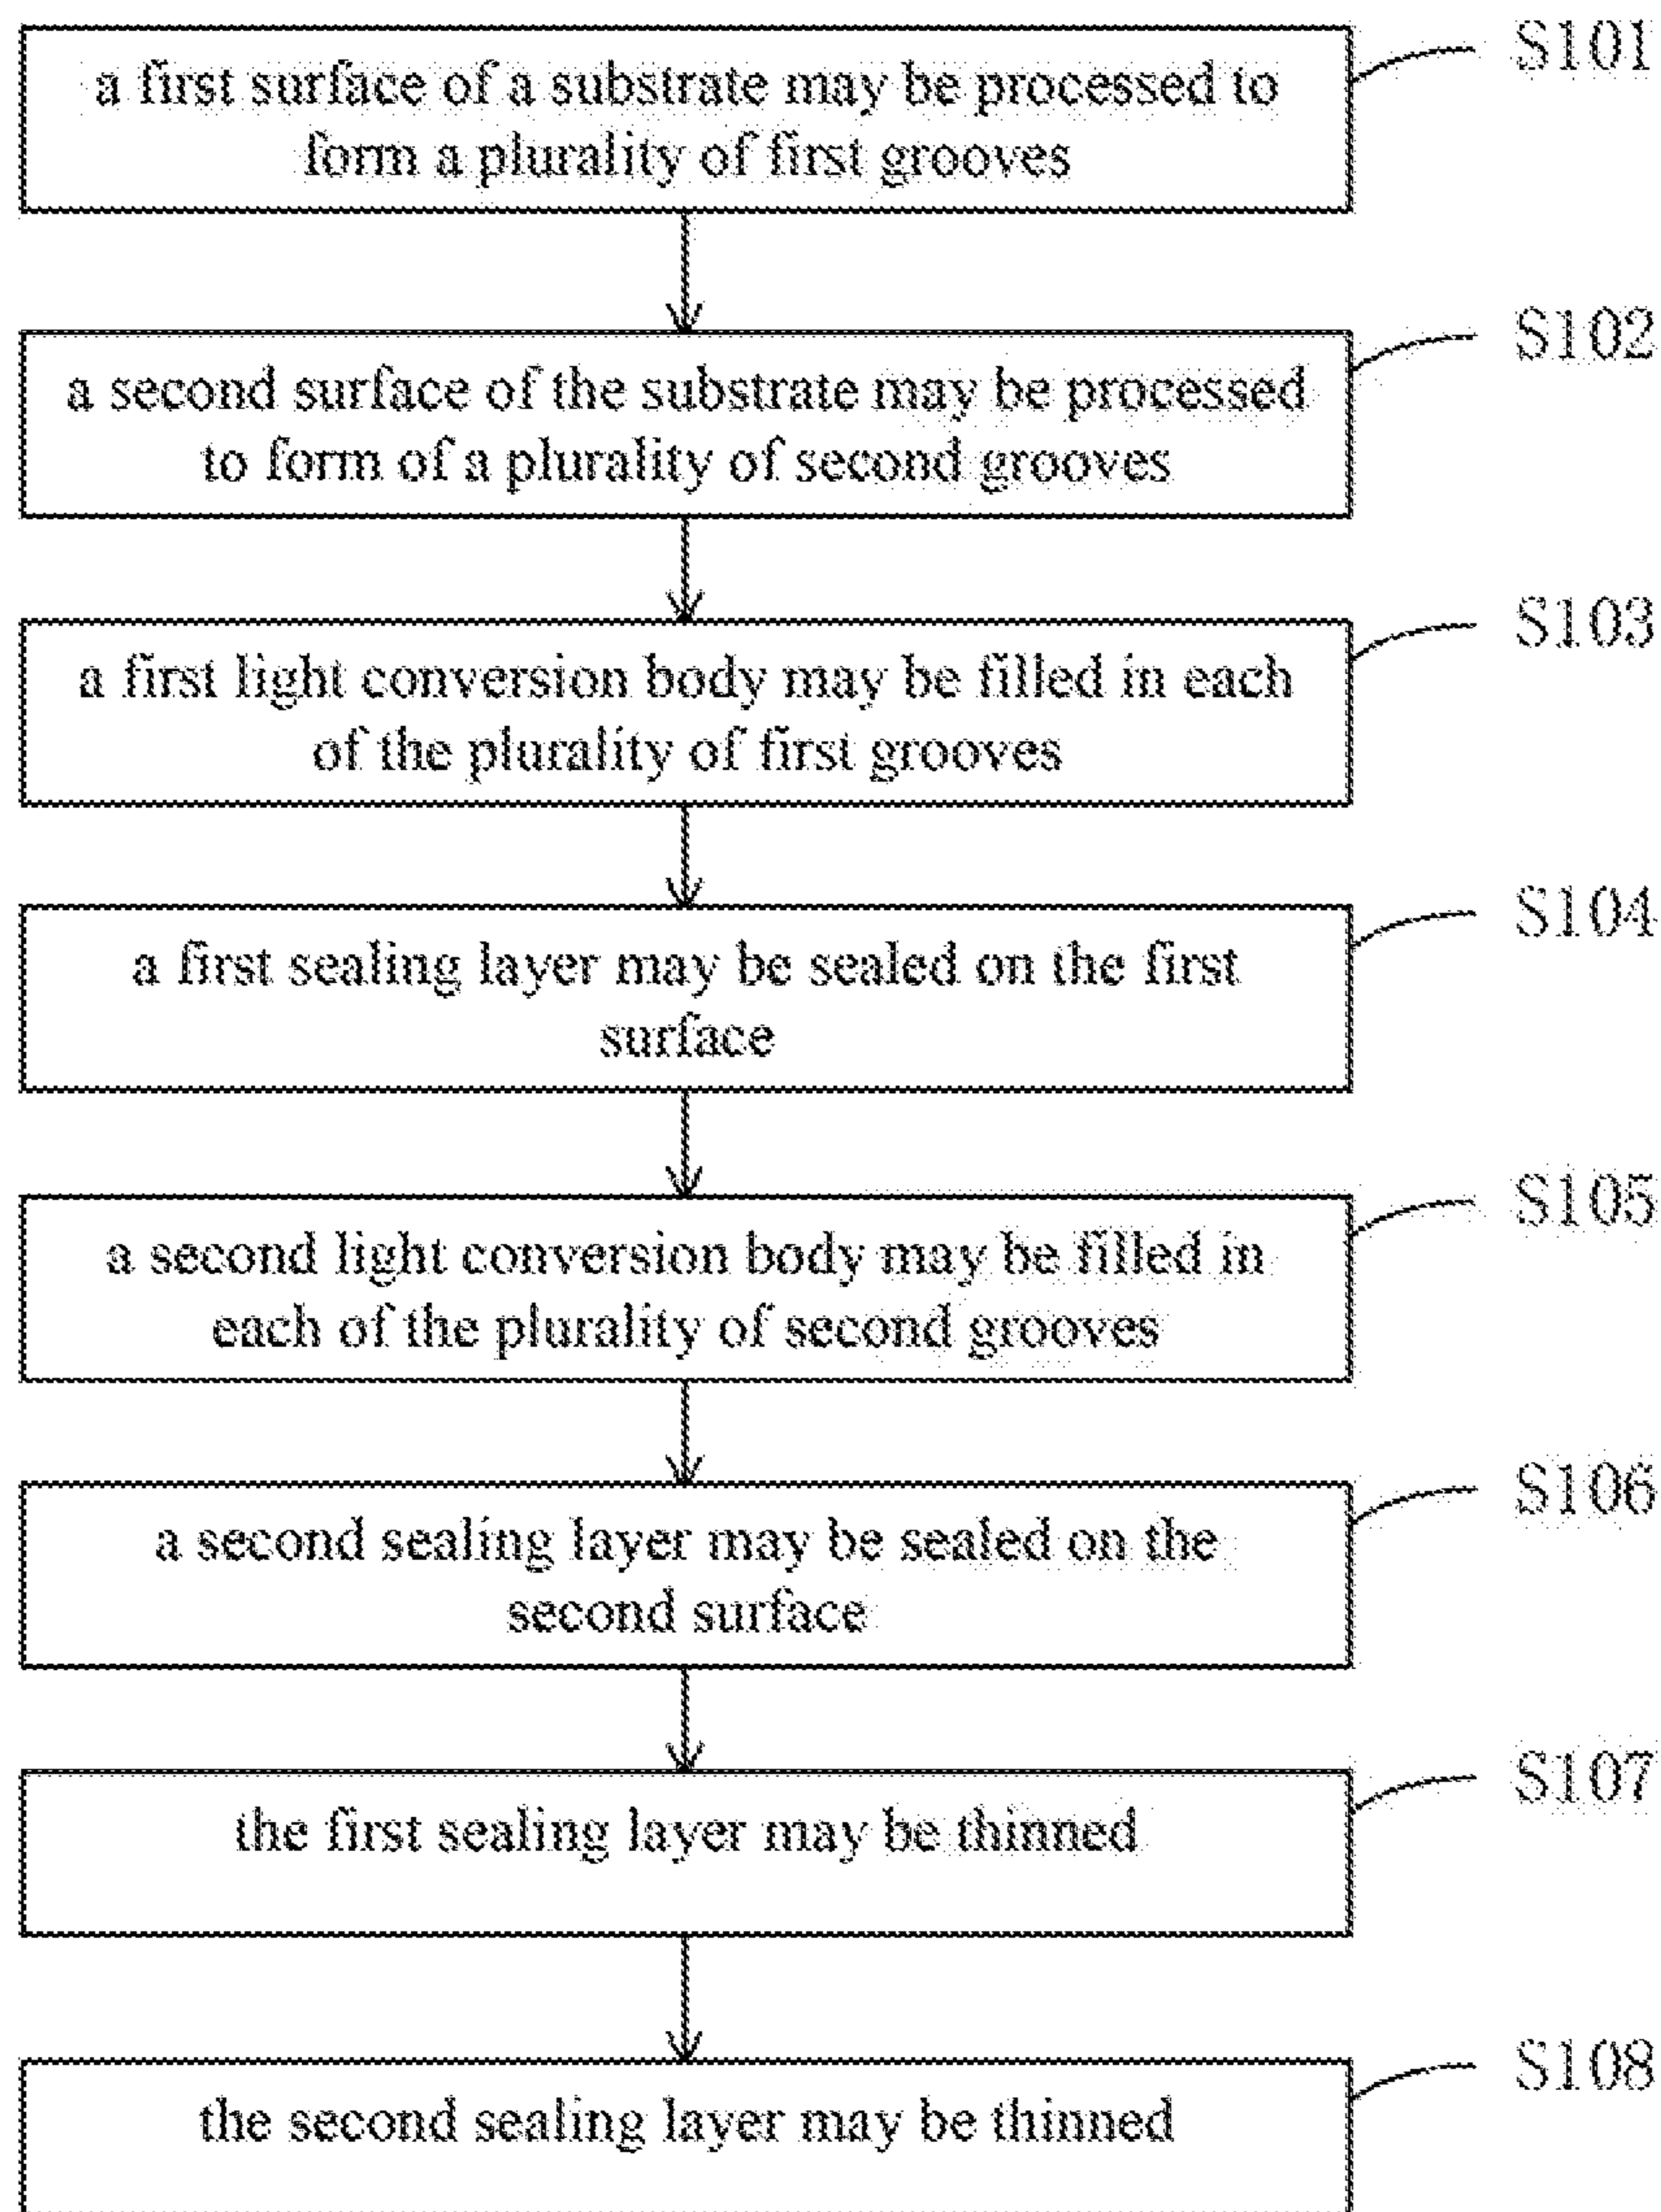 S101
a first surface of a substrate may be processed to
form a plurality of first grooves
S102
a second surface of the substrate may be processed
to form of a plurality of second grooves
S103
a first light conversion body may be filled in each
of the plurality of first grooves
S104
a first sealing layer may be sealed on the first
surface
S105
a second light conversion body may be filled in
each of the plurality of second grooves
S106
a second sealing layer may be sealed on the
second surface
S107
the first sealing layer may be thinned
S108
the second sealing layer may be thinned